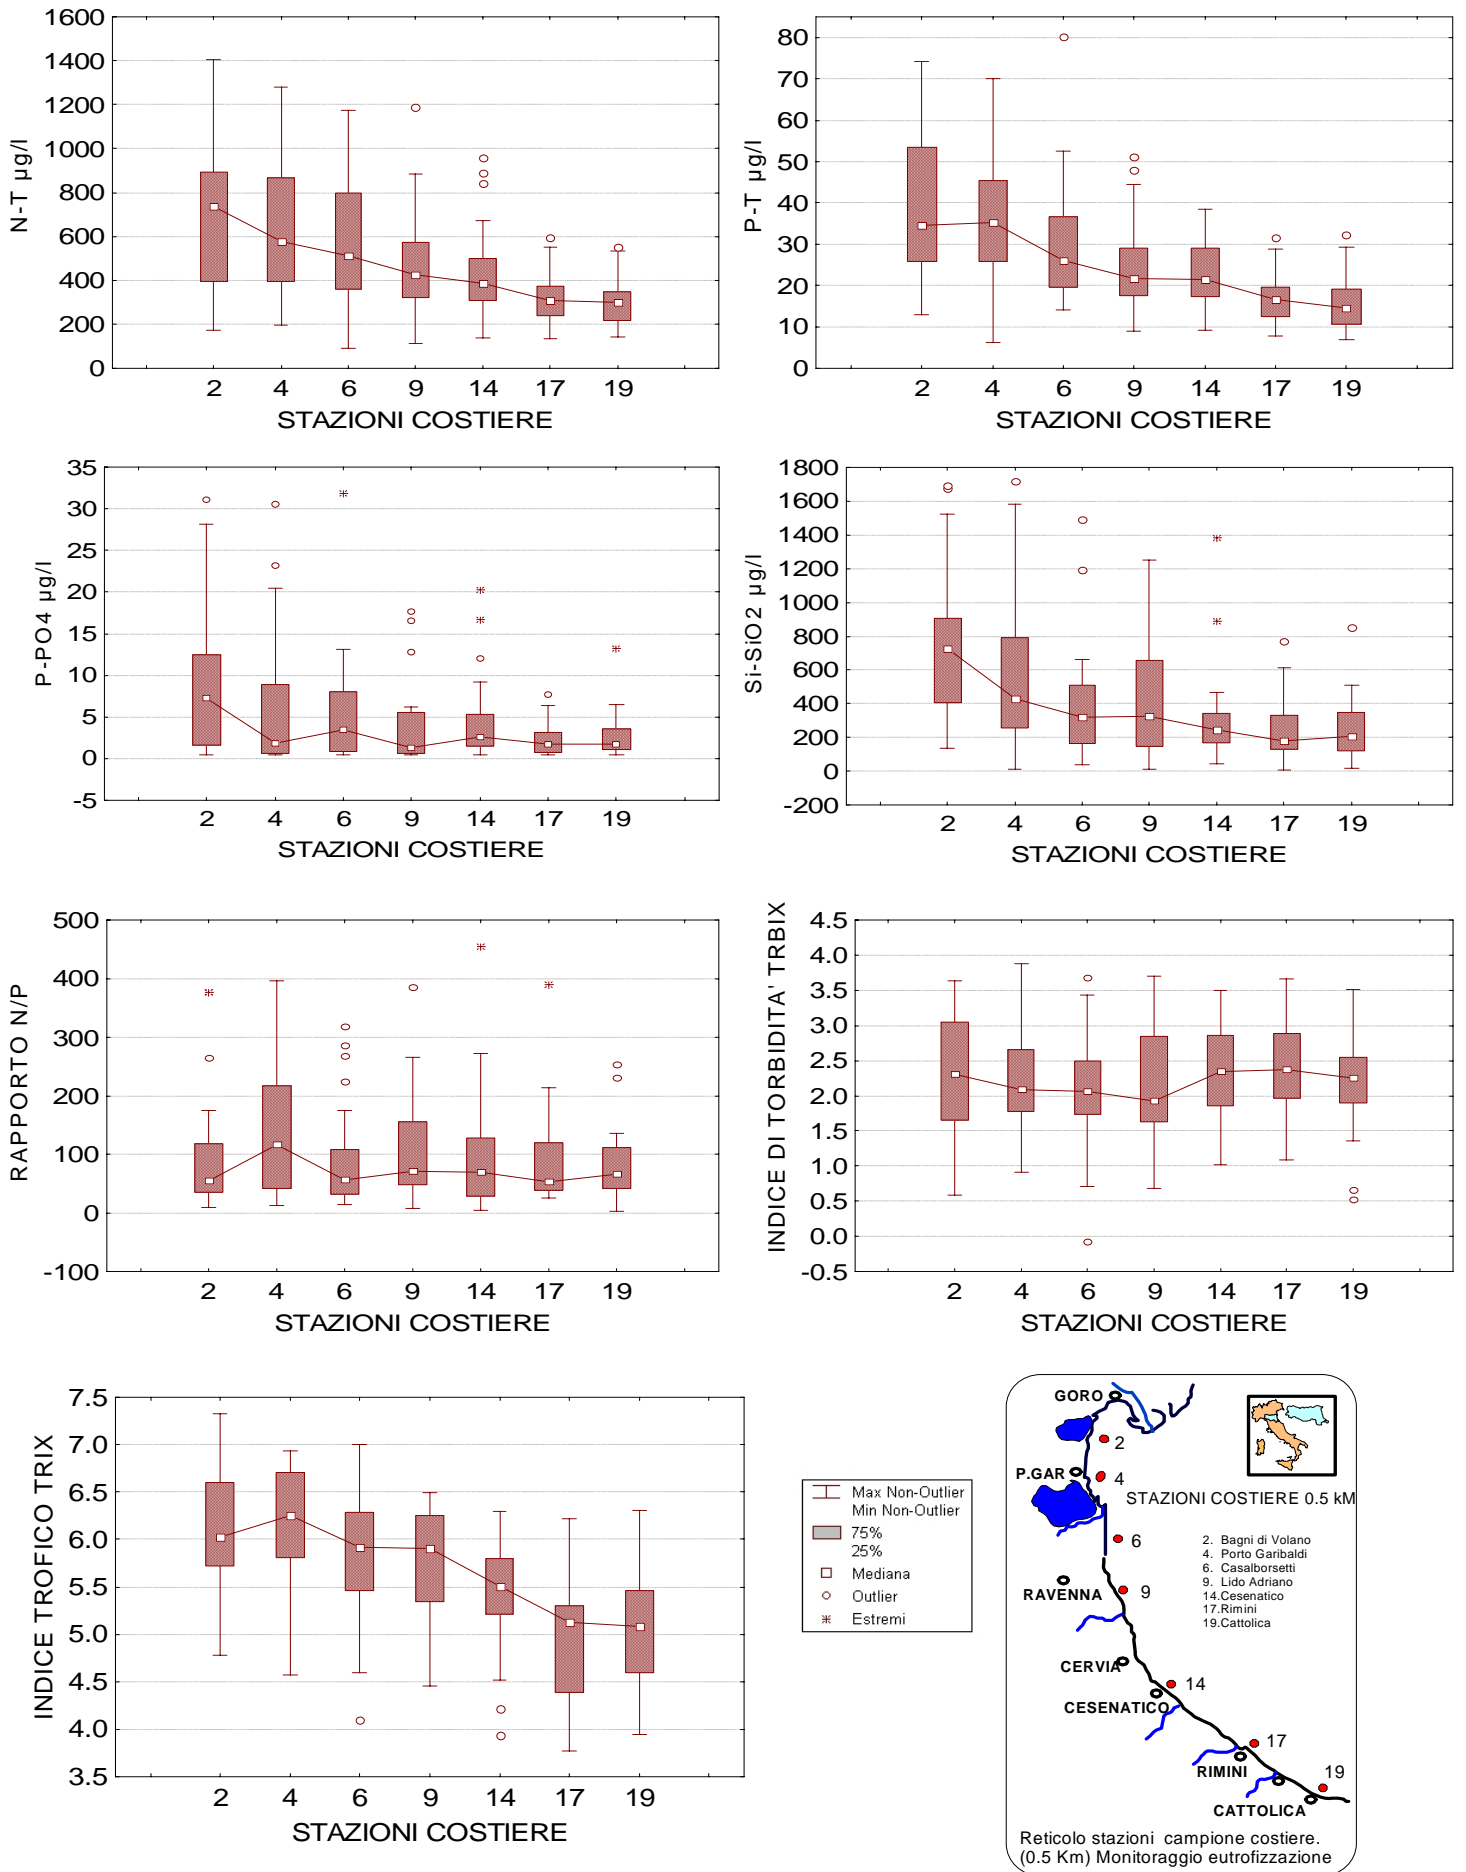 1600
1400
1200
1000
800
600
400
200
0
N-T µg/l
2 4 6 9 14 17 19
STAZIONI COSTIERE
80
70
60
50
40
30
20
10
0
P-T µg/l
2 4 6 9 14 17 19
STAZIONI COSTIERE
35
30
25
20
15
10
5
0
-5
P-PO4 µg/l
2 4 6 9 14 17 19
STAZIONI COSTIERE
1800
1600
1400
1200
1000
800
600
400
200
0
-200
Si-SiO2 µg/l
2 4 6 9 14 17 19
STAZIONI COSTIERE
500
400
300
200
100
0
-100
RAPPORTO N/P
2 4 6 9 14 17 19
STAZIONI COSTIERE
4.5
4.0
3.5
3.0
2.5
2.0
1.5
1.0
0.5
0.0
-0.5
INDICE DI TORBIDITA' TRBIX
2 4 6 9 14 17 19
STAZIONI COSTIERE
7.5
7.0
6.5
6.0
5.5
5.0
4.5
4.0
3.5
INDICE TROFICO TRIX
2 4 6 9 14 17 19
STAZIONI COSTIERE
Max Non-Outlier
Min Non-Outlier
75%
25%
Mediana
Outlier
Estremi
GORO
2
P.GAR
4
STAZIONI COSTIERE 0.5 kM
6
2. Bagni di Volano
4. Porto Garibaldi
6. Casalborsetti
9. Lido Adriano
14.Cesenatico
17.Rimini
19.Cattolica
RAVENNA
9
CERVIA
14
CESENATICO
17
RIMINI
19
CATTOLICA
Reticolo stazioni campione costiere.
(0.5 Km) Monitoraggio eutrofizzazione